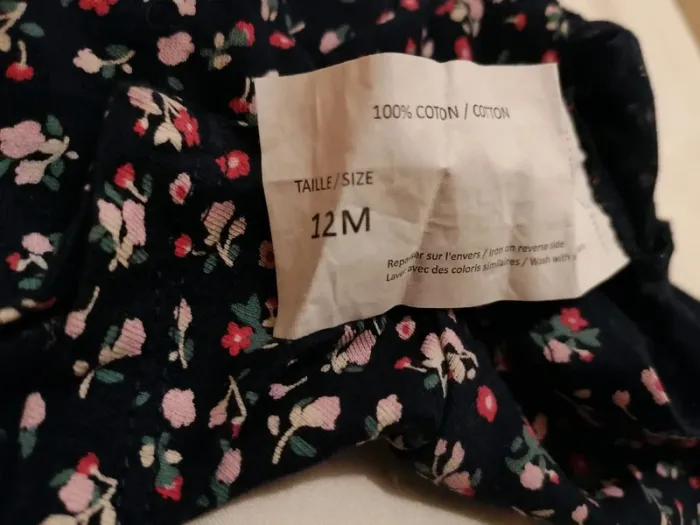 100% COTON / COTTON
TAILLE/SIZE
12M
Repasser sur l'envers / Iron on reverse side
Laver avec des coloris similaires / Wash with